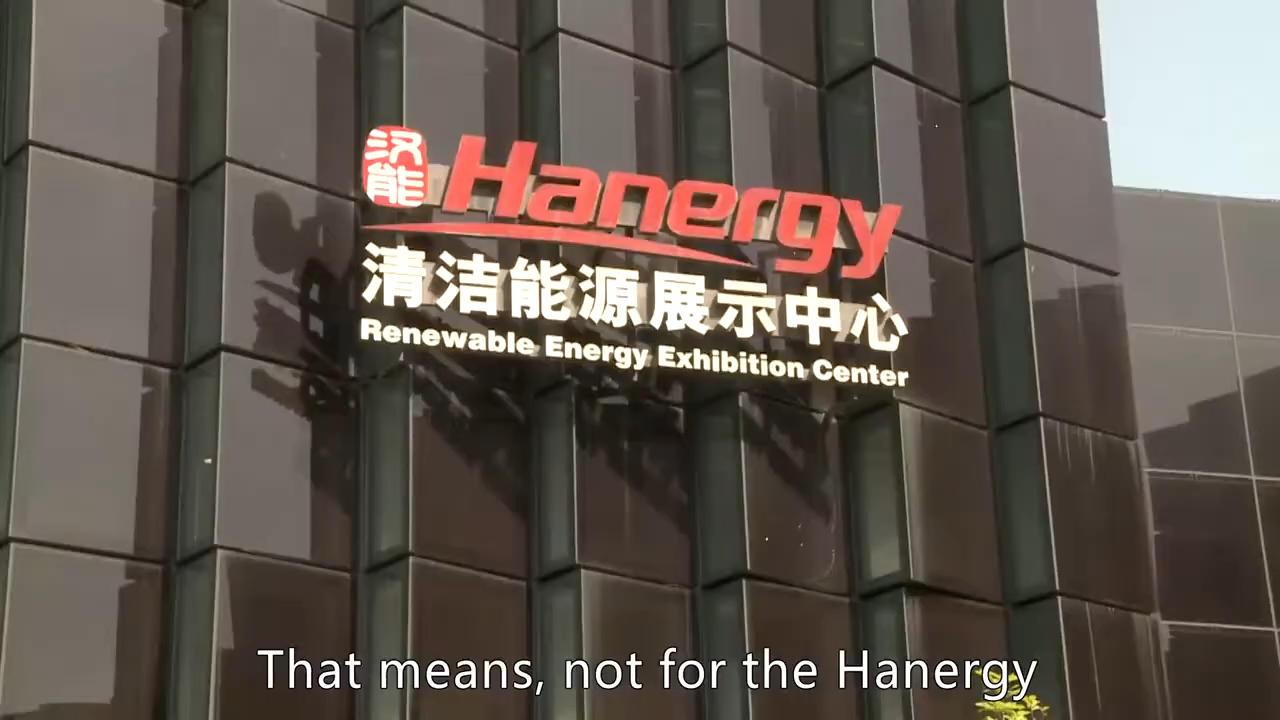 汉能 Hanergy
清洁能源展示中心
Renewable Energy Exhibition Center
That means, not for the Hanergy